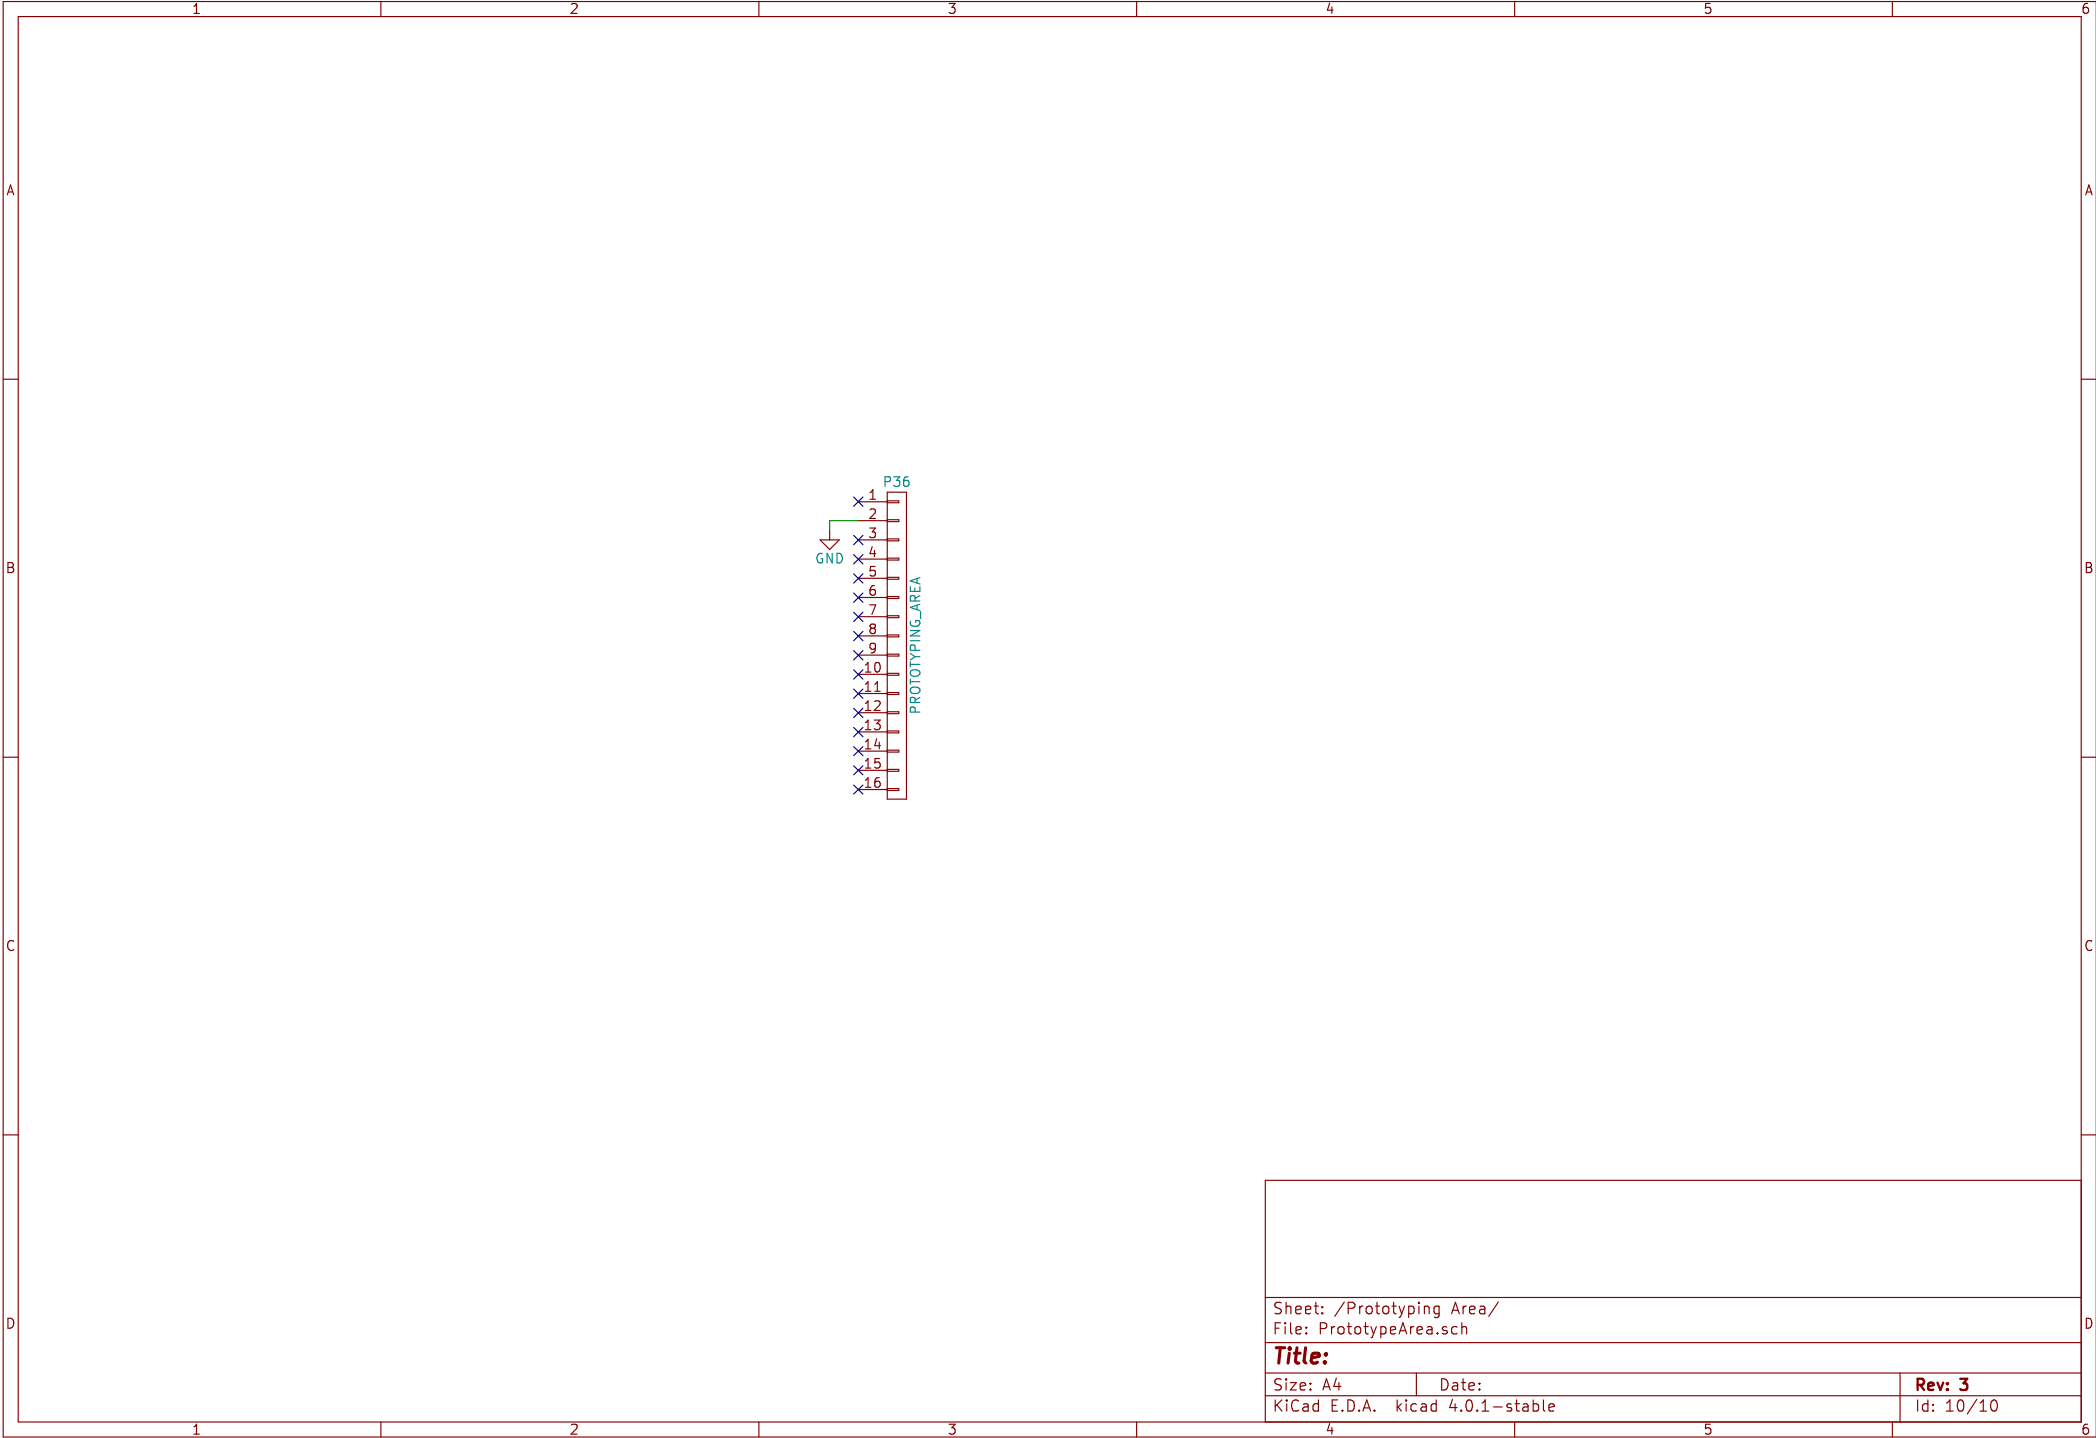 1 2 3 4 5 6
A A
P36
1
2
3
GND
4
5
B B
6
7
8
9
10
11
12
13
14
15
16
PROTOTYPING_AREA
C C
Sheet: /Prototyping Area/
File: PrototypeArea.sch
D D
Title:
Size: A4 Date: Rev: 3
KiCad E.D.A. kicad 4.0.1-stable Id: 10/10
1 2 3 4 5 6